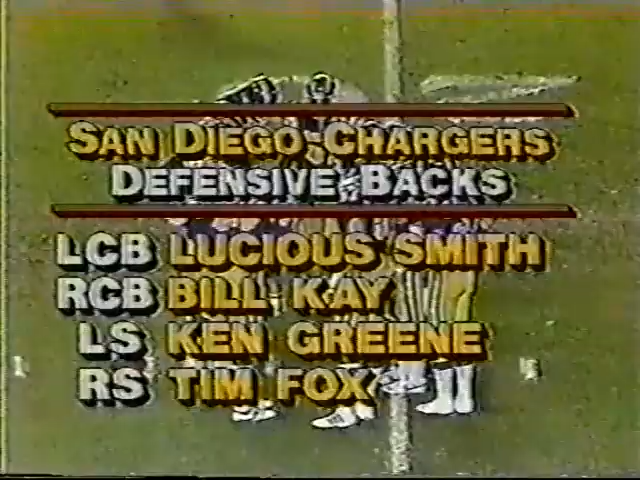 SAN DIEGO CHARGERS
DEFENSIVE BACKS
LCB LUCIOUS SMITH
RCB BILL KAY
LS KEN GREENE
RS TIM FOX